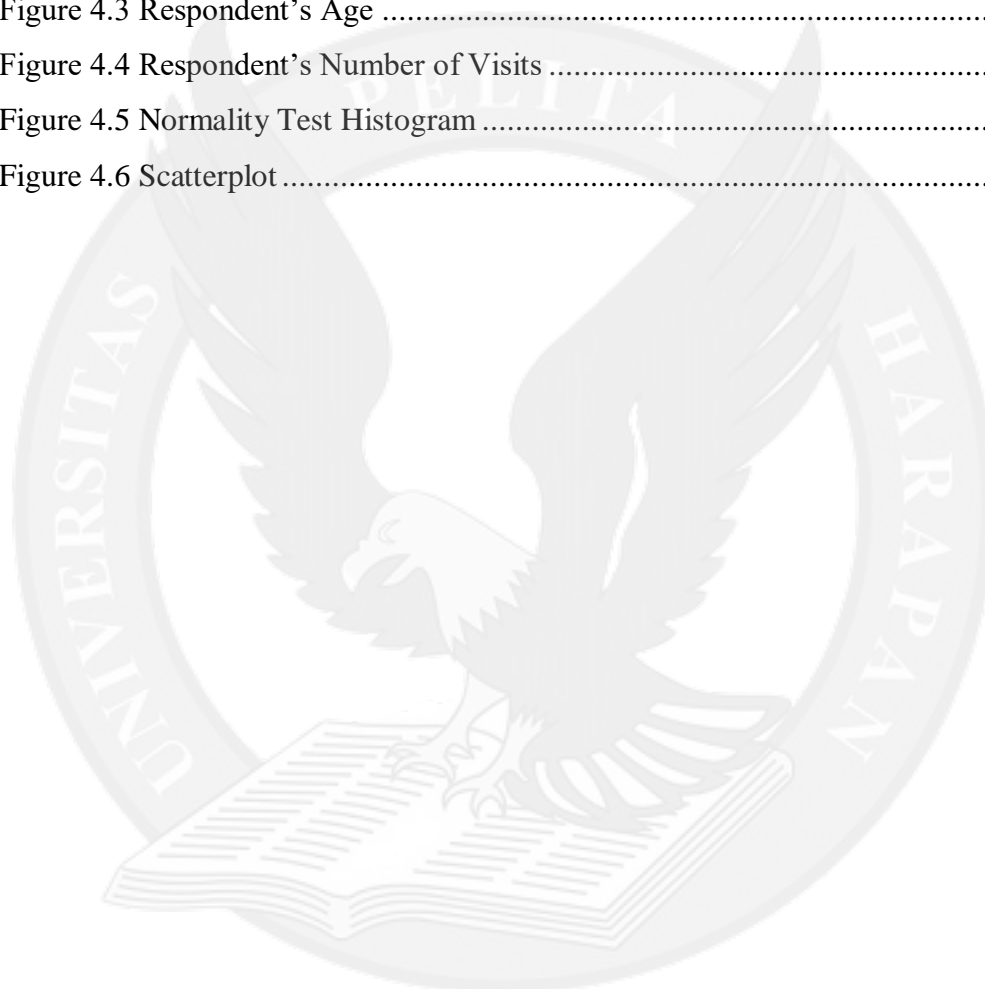 Figure 4.3 Respondent’s Age ........................................................................
Figure 4.4 Respondent’s Number of Visits ....................................................
Figure 4.5 Normality Test Histogram ............................................................
Figure 4.6 Scatterplot ....................................................................................
UNIVERSITAS PELITA HARAPAN